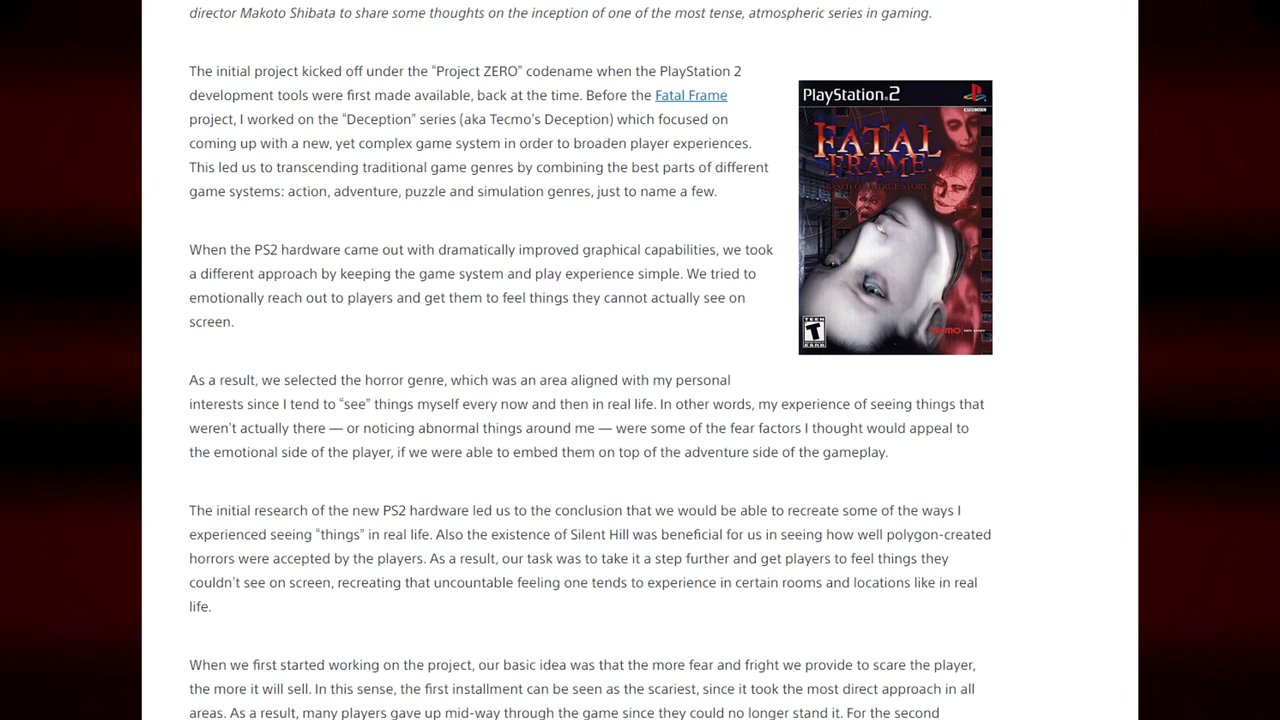 director Makoto Shibata to share some thoughts on the inception of one of the most tense, atmospheric series in gaming.
The initial project kicked off under the “Project ZERO” codename when the PlayStation 2
development tools were first made available, back at the time. Before the Fatal Frame
project, I worked on the “Deception” series (aka Tecmo’s Deception) which focused on
coming up with a new, yet complex game system in order to broaden player experiences.
This led us to transcending traditional game genres by combining the best parts of different
game systems: action, adventure, puzzle and simulation genres, just to name a few.
PlayStation.2
FATAL
FRAME
BASED ON A TRUE STORY
TEEN
T
ESRB
TECMO
When the PS2 hardware came out with dramatically improved graphical capabilities, we took
a different approach by keeping the game system and play experience simple. We tried to
emotionally reach out to players and get them to feel things they cannot actually see on
screen.
As a result, we selected the horror genre, which was an area aligned with my personal
interests since I tend to “see” things myself every now and then in real life. In other words, my experience of seeing things that
weren’t actually there — or noticing abnormal things around me — were some of the fear factors I thought would appeal to
the emotional side of the player, if we were able to embed them on top of the adventure side of the gameplay.
The initial research of the new PS2 hardware led us to the conclusion that we would be able to recreate some of the ways I
experienced seeing “things” in real life. Also the existence of Silent Hill was beneficial for us in seeing how well polygon-created
horrors were accepted by the players. As a result, our task was to take it a step further and get players to feel things they
couldn’t see on screen, recreating that uncountable feeling one tends to experience in certain rooms and locations like in real
life.
When we first started working on the project, our basic idea was that the more fear and fright we provide to scare the player,
the more it will sell. In this sense, the first installment can be seen as the scariest, since it took the most direct approach in all
areas. As a result, many players gave up mid-way through the game since they could no longer stand it. For the second